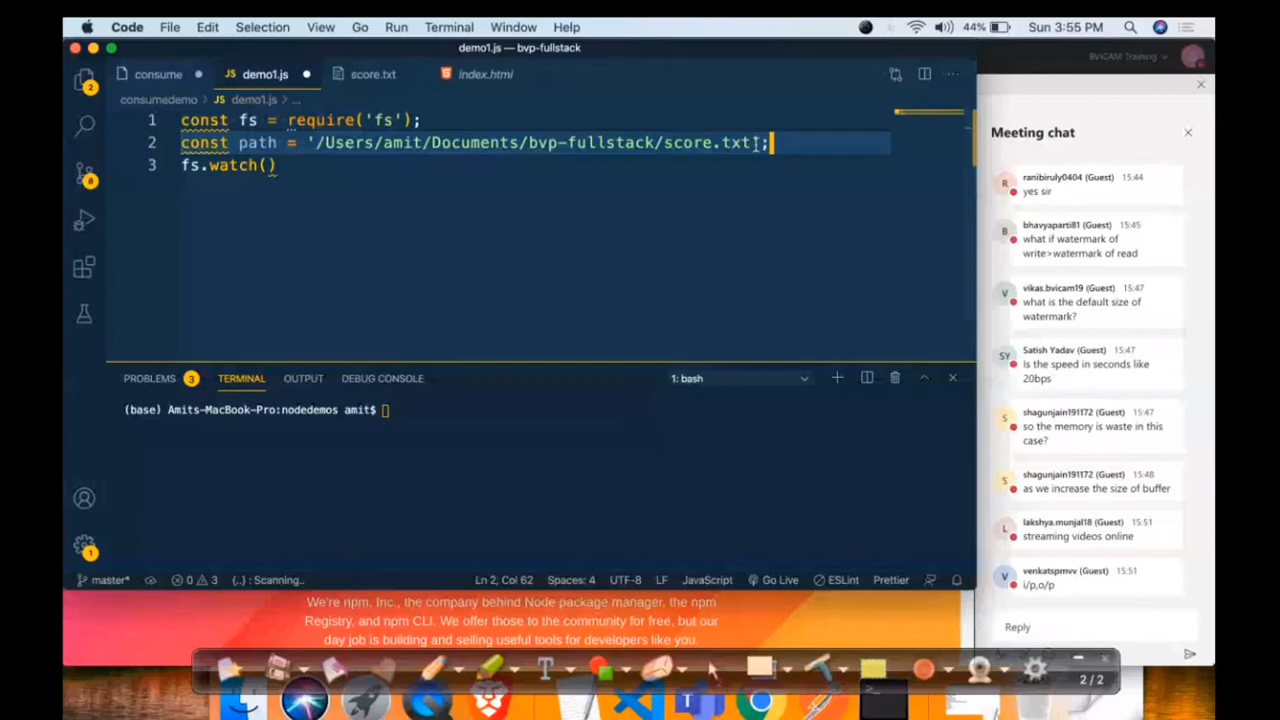 Code File Edit Selection View Go Run Terminal Window Help 44% Sun 3:55 PM
demo1.js — bvp-fullstack
BVICAM Training
consume JS demo1.js score.txt index.html
consumedemo > JS demo1.js > ...
1 const fs = require('fs');
2 const path = '/Users/amit/Documents/bvp-fullstack/score.txt';
3 fs.watch()
2
8
1
PROBLEMS 3 TERMINAL OUTPUT DEBUG CONSOLE 1: bash
(base) Amits-MacBook-Pro:nodedemos amit$
master* 0 3 {..} : Scanning.. Ln 2, Col 62 Spaces: 4 UTF-8 LF JavaScript Go Live ESLint Prettier
We're npm, Inc., the company behind Node package manager, the npm
Registry, and npm CLI. We offer those to the community for free, but our
day job is building and selling useful tools for developers like you.
Meeting chat
R ranibiruly0404 (Guest) 15:44
yes sir
B bhavyaparti81 (Guest) 15:45
what if watermark of
write>watermark of read
V vikas.bvicam19 (Guest) 15:47
what is the default size of
watermark?
SY Satish Yadav (Guest) 15:47
Is the speed in seconds like
20bps
S shagunjain191172 (Guest) 15:47
so the memory is waste in this
case?
S shagunjain191172 (Guest) 15:48
as we increase the size of buffer
L lakshya.munjal18 (Guest) 15:51
streaming videos online
V venkatspmvv (Guest) 15:51
i/p,o/p
Reply
T
2 / 2